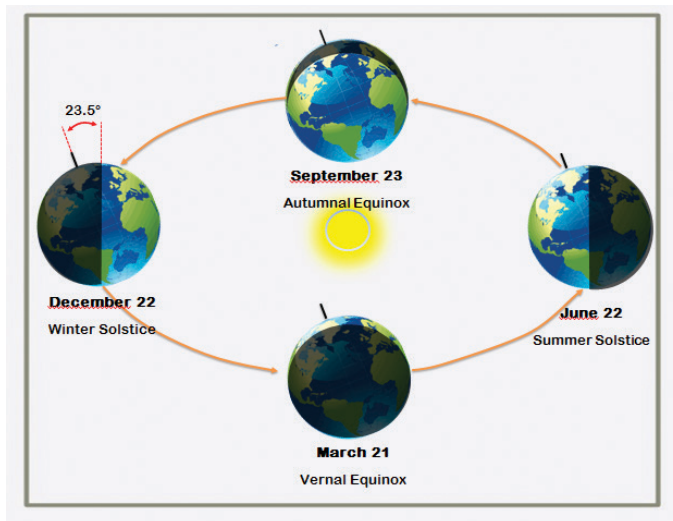 23.5°
September 23
Autumnal Equinox
December 22
Winter Solstice
June 22
Summer Solstice
March 21
Vernal Equinox